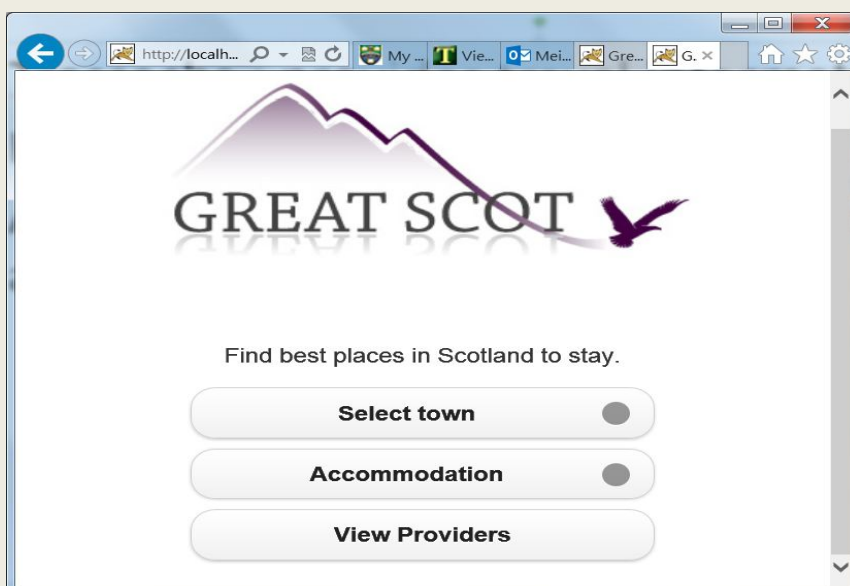 http://localh... My ... Vie... Mei... Gre... G.
GREAT SCOT
Find best places in Scotland to stay.
Select town
Accommodation
View Providers